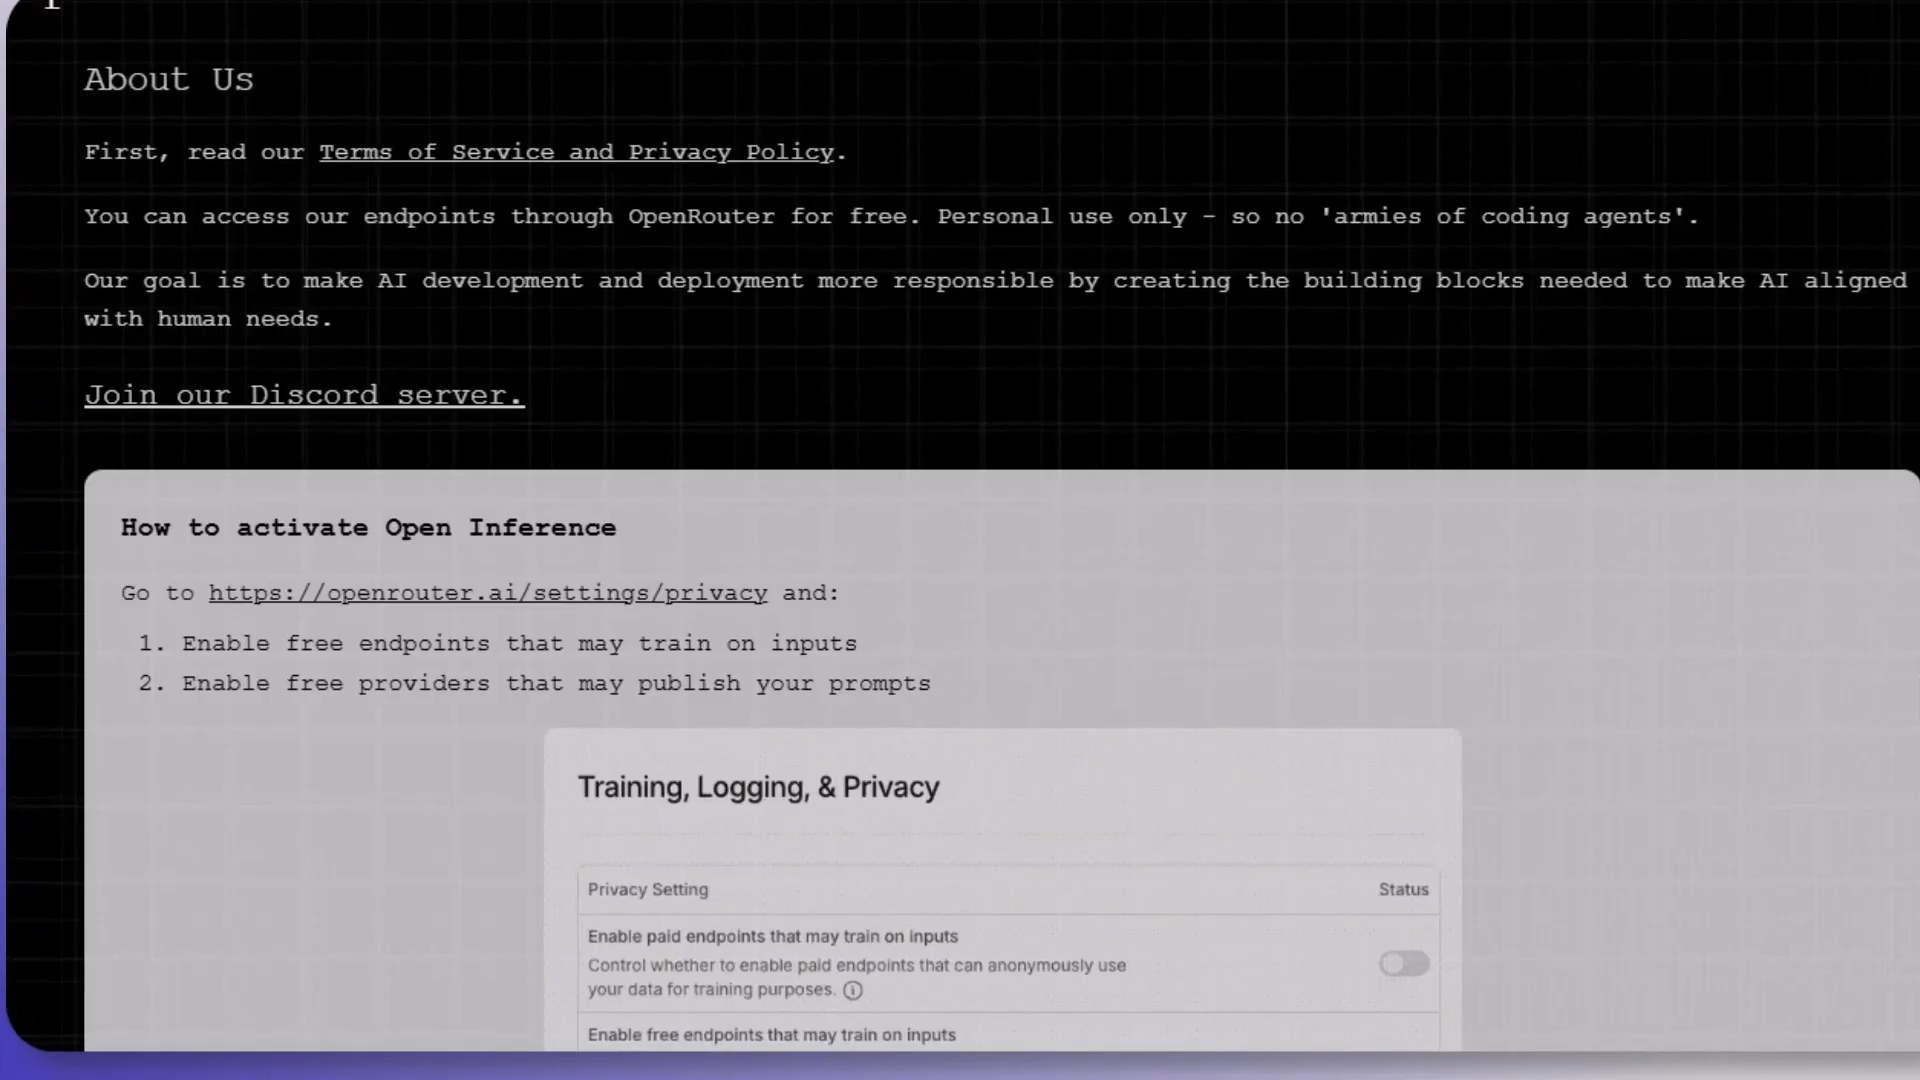 About Us
First, read our Terms of Service and Privacy Policy.
You can access our endpoints through OpenRouter for free. Personal use only - so no 'armies of coding agents'.
Our goal is to make AI development and deployment more responsible by creating the building blocks needed to make AI aligned
with human needs.
Join our Discord server.
How to activate Open Inference
Go to https://openrouter.ai/settings/privacy and:
1. Enable free endpoints that may train on inputs
2. Enable free providers that may publish your prompts
Training, Logging, & Privacy
Privacy Setting Status
Enable paid endpoints that may train on inputs
Control whether to enable paid endpoints that can anonymously use
your data for training purposes.
Enable free endpoints that may train on inputs